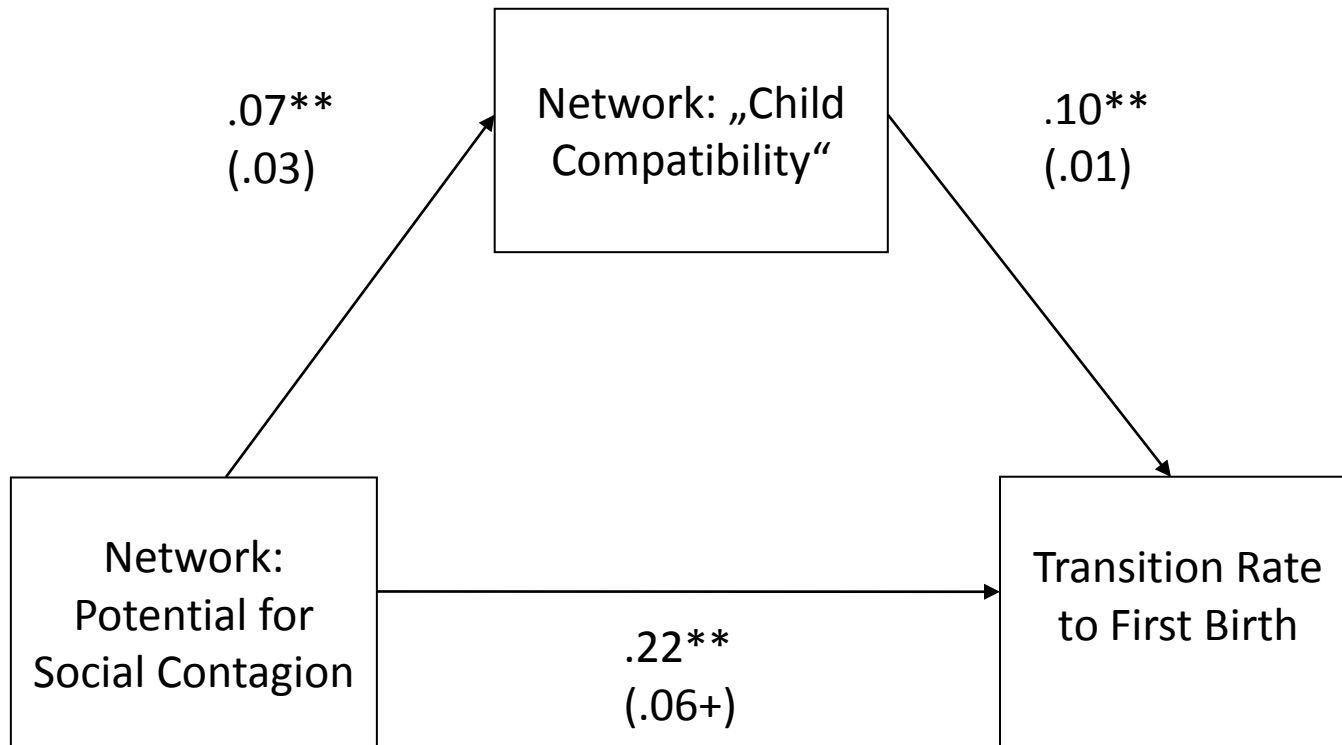 .07**
(.03)
Network: „Child
Compatibility“
.10**
(.01)
Network:
Potential for
Social Contagion
.22**
(.06+)
Transition Rate
to First Birth